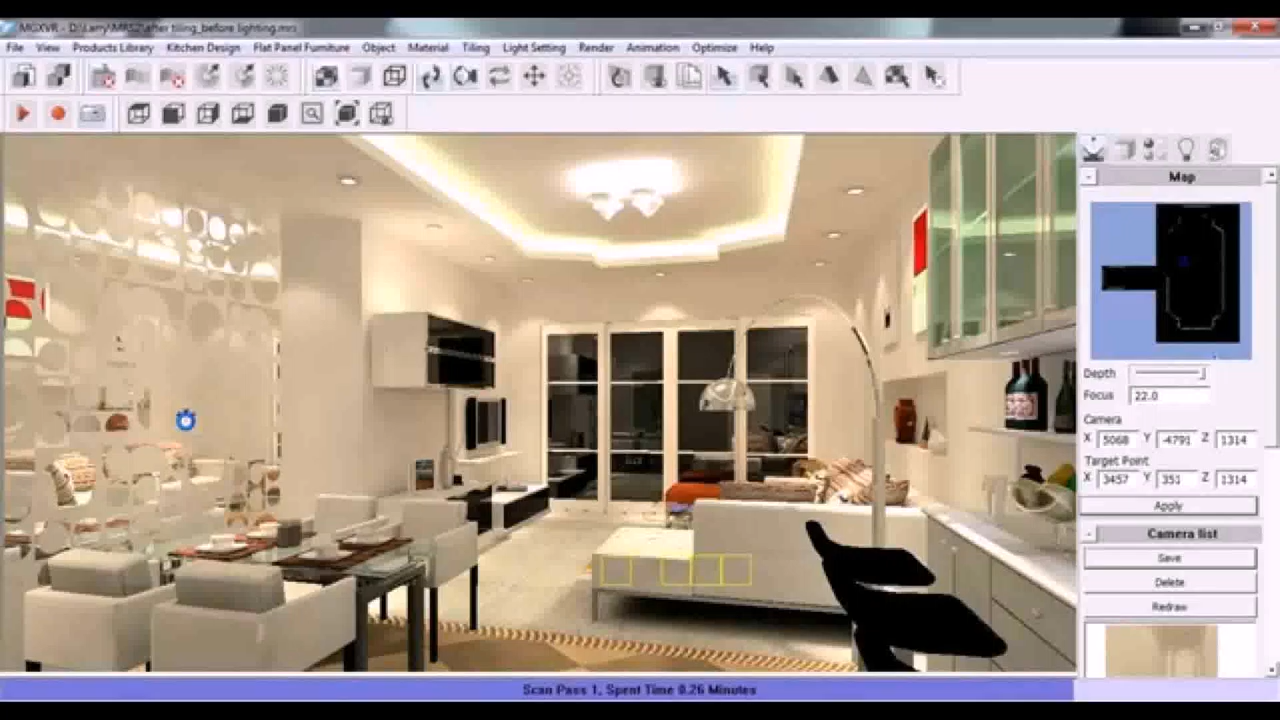 MGXVR - D:\Larry\MRS2\after tiling_before lighting.mrs
File View Products Library Kitchen Design Flat Panel Furniture Object Material Tiling Light Setting Render Animation Optimize Help
Map
Depth
Focus 22.0
Camera
X 5068 Y -4791 Z 1314
Target Point
X 3457 Y 351 Z 1314
Apply
Camera list
Save
Delete
Redraw
Scan Pass 1, Spent Time 0.26 Minutes